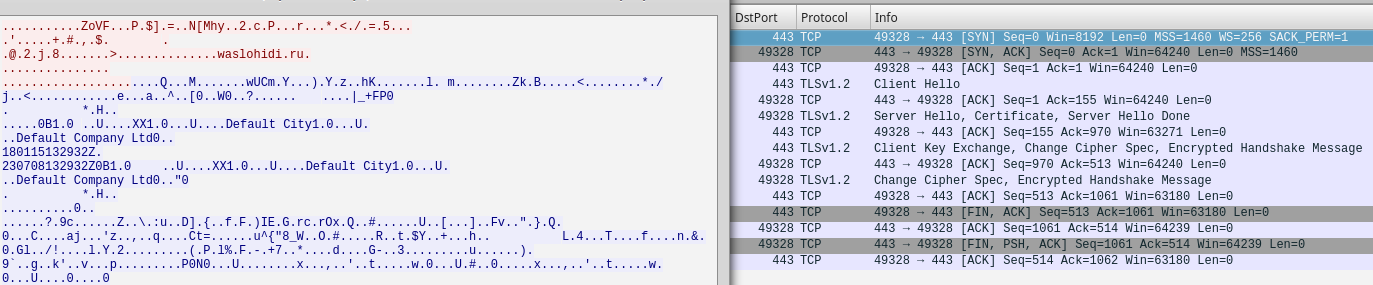 ...........ZoVF...P.$].=..N[Mhy..2.c.P...r...*.<./.=.5...
.'.....+.#.,.$. .
.@.2.j.8.......>..............waslohidi.ru.
...............
......................Q...M.......wUCm.Y...).Y.z..hK.......l. m........Zk.B.....<........*./
j..<............e...a..^..[0..W0..?...... ....|_+FP0
. *.H..
.....0B1.0 ..U....XX1.0...U....Default City1.0...U.
..Default Company Ltd0..
180115132932Z.
230708132932Z0B1.0 ..U....XX1.0...U....Default City1.0...U.
..Default Company Ltd0.."0
. *.H..
..........0..
......?.9c......Z..\.:u..D].{..f.F.)IE.G.rc.rOx.Q..#......U..[...]..Fv..".}.Q.
0...C....aj...'z..,..q....Ct=......u^{"8_W..O.#.....R..t.$Y..+...h.. L.4...T....f....n.&.
0.Gl../!...l.Y.2.........(.P.l%.F.-.+7..*....d....G-..3.........u......).
9`..g..k'..v...p.........P0N0...U........x...,..'..t.....w.0...U.#..0.....x...,..'..t.....w.
0...U....0....0
DstPort Protocol Info
443 TCP 49328 → 443 [SYN] Seq=0 Win=8192 Len=0 MSS=1460 WS=256 SACK_PERM=1
49328 TCP 443 → 49328 [SYN, ACK] Seq=0 Ack=1 Win=64240 Len=0 MSS=1460
443 TCP 49328 → 443 [ACK] Seq=1 Ack=1 Win=64240 Len=0
443 TLSv1.2 Client Hello
49328 TCP 443 → 49328 [ACK] Seq=1 Ack=155 Win=64240 Len=0
49328 TLSv1.2 Server Hello, Certificate, Server Hello Done
443 TCP 49328 → 443 [ACK] Seq=155 Ack=970 Win=63271 Len=0
443 TLSv1.2 Client Key Exchange, Change Cipher Spec, Encrypted Handshake Message
49328 TCP 443 → 49328 [ACK] Seq=970 Ack=513 Win=64240 Len=0
49328 TLSv1.2 Change Cipher Spec, Encrypted Handshake Message
443 TCP 49328 → 443 [ACK] Seq=513 Ack=1061 Win=63180 Len=0
443 TCP 49328 → 443 [FIN, ACK] Seq=513 Ack=1061 Win=63180 Len=0
49328 TCP 443 → 49328 [ACK] Seq=1061 Ack=514 Win=64239 Len=0
49328 TCP 443 → 49328 [FIN, PSH, ACK] Seq=1061 Ack=514 Win=64239 Len=0
443 TCP 49328 → 443 [ACK] Seq=514 Ack=1062 Win=63180 Len=0